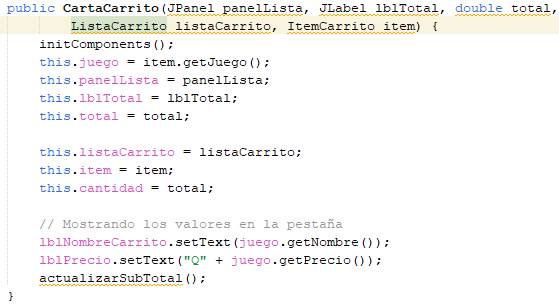 public CartaCarrito(JPanel panelLista, JLabel lblTotal, double total,
        ListaCarrito listaCarrito, ItemCarrito item) {
    initComponents();
    this.juego = item.getJuego();
    this.panelLista = panelLista;
    this.lblTotal = lblTotal;
    this.total = total;

    this.listaCarrito = listaCarrito;
    this.item = item;
    this.cantidad = total;

    // Mostrando los valores en la pestaña
    lblNombreCarrito.setText(juego.getNombre());
    lblPrecio.setText("Q" + juego.getPrecio());
    actualizarSubTotal();
}